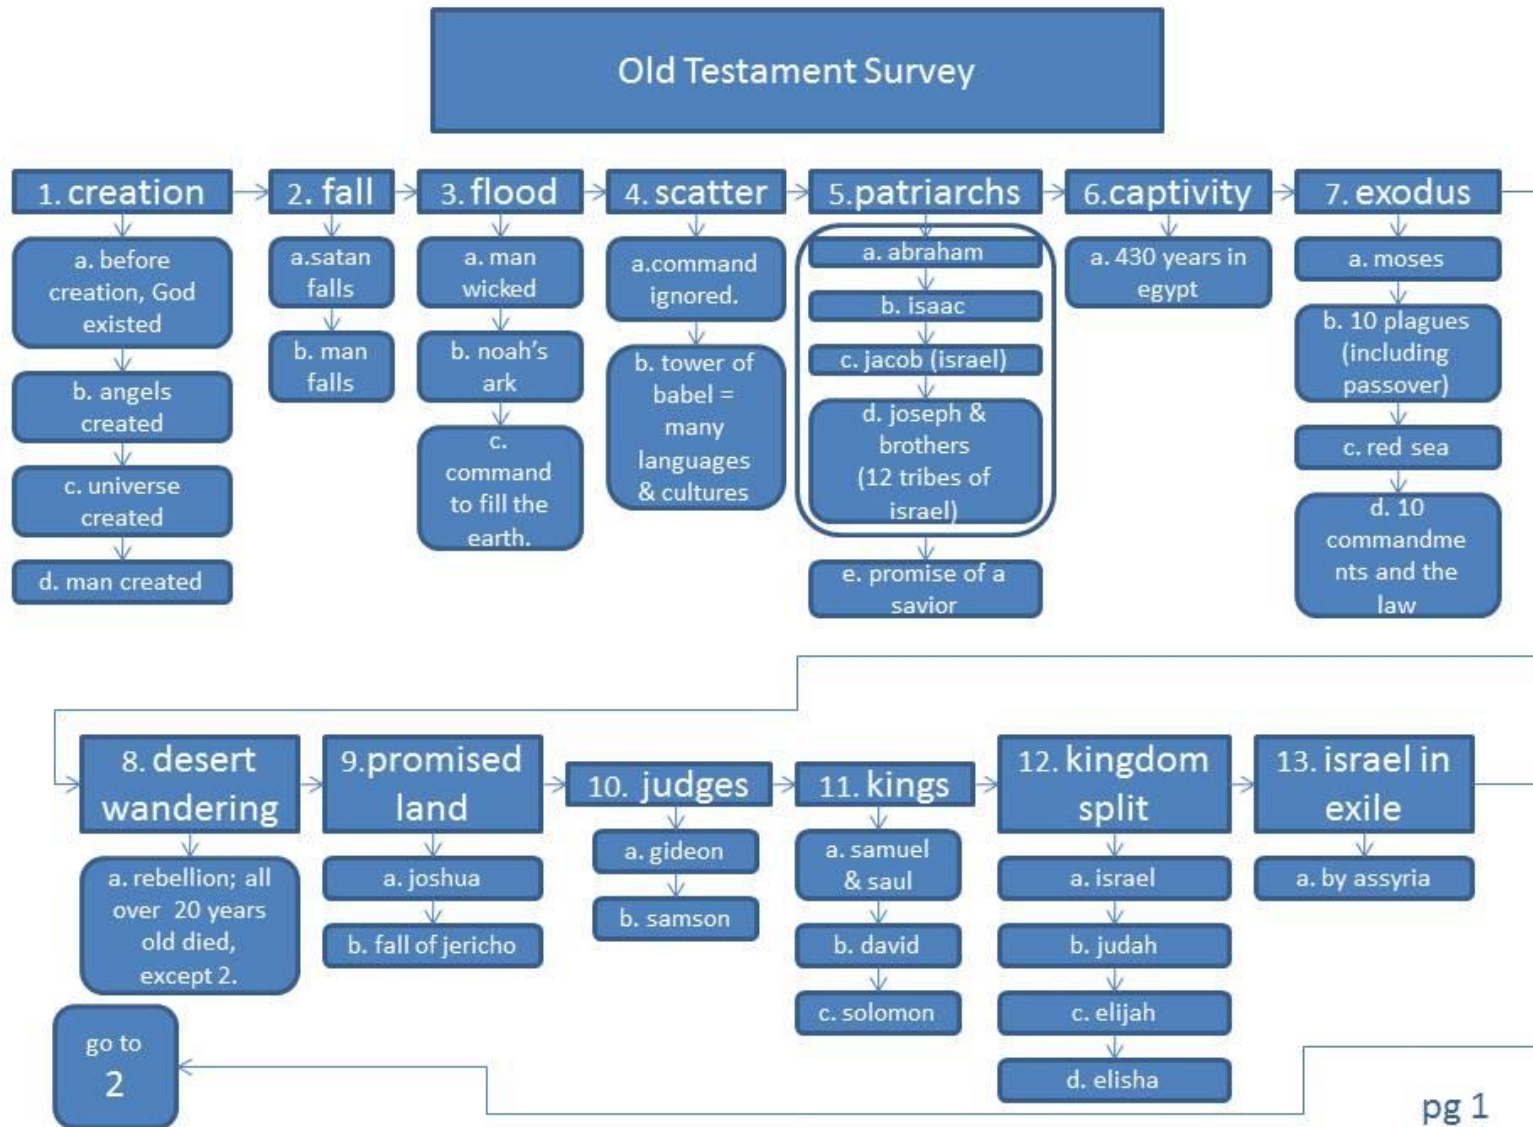 Old Testament Survey
1. creation
a. before
creation, God
existed
b. angels
created
c. universe
created
d. man created
2. fall
a.satan
falls
b. man
falls
3. flood
a. man
wicked
b. noah's
ark
c.
command
to fill the
earth.
4. scatter
a.command
ignored.
b. tower of
babel =
many
languages
& cultures
5.patriarchs
a. abraham
b. isaac
c. jacob (israel)
d. joseph &
brothers
(12 tribes of
israel)
e. promise of a
savior
6.captivity
a. 430 years in
egypt
7. exodus
a. moses
b. 10 plagues
(including
passover)
c. red sea
d. 10
commandme
nts and the
law
8. desert
wandering
a. rebellion; all
over 20 years
old died,
except 2.
9.promised
land
a. joshua
b. fall of jericho
10. judges
a. gideon
b. samson
11. kings
a. samuel
& saul
b. david
c. solomon
12. kingdom
split
a. israel
b. judah
c. elijah
d. elisha
13. israel in
exile
a. by assyria
go to
2
pg 1